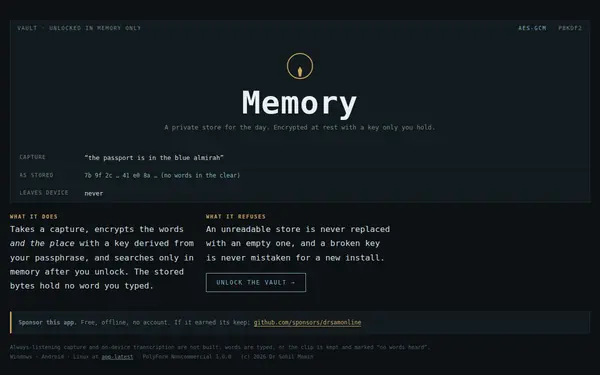 VAULT · UNLOCKED IN MEMORY ONLY
AES-GCM PBKDF2
Memory
A private store for the day. Encrypted at rest with a key only you hold.
CAPTURE “the passport is in the blue almirah”
AS STORED 7b 9f 2c … 41 e0 8a … (no words in the clear)
LEAVES DEVICE never
WHAT IT DOES
Takes a capture, encrypts the words
and the place with a key derived from
your passphrase, and searches only in
memory after you unlock. The stored
bytes hold no word you typed.
WHAT IT REFUSES
An unreadable store is never replaced
with an empty one, and a broken key
is never mistaken for a new install.
UNLOCK THE VAULT →
Sponsor this app. Free, offline, no account. If it earned its keep: github.com/sponsors/drsamonline
Always-listening capture and on-device transcription are not built; words are typed, or the clip is kept and marked “no words heard”.
Windows · Android · Linux at app.latest · PolyForm Noncommercial 1.0.0 · (c) 2026 Dr Sahil